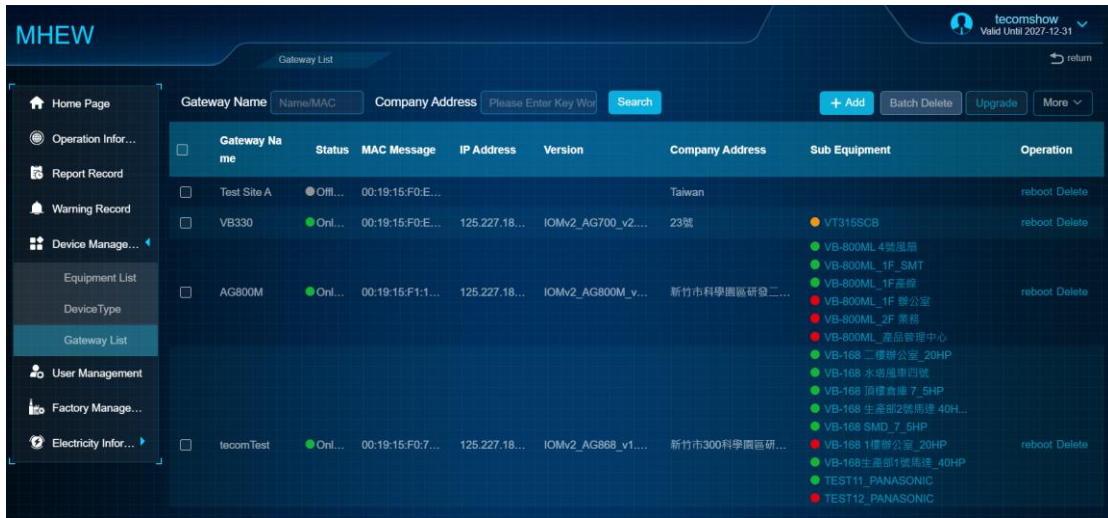 MHEW
tecomshow
Valid Until 2027-12-31
Gateway List
return
Home Page
Operation Infor...
Report Record
Warning Record
Device Manage...
Equipment List
DeviceType
Gateway List
User Management
Factory Manage...
Electricity Infor...
Gateway Name Name/MAC Company Address Please Enter Key Wor Search + Add Batch Delete Upgrade More
Gateway Na
me Status MAC Message IP Address Version Company Address Sub Equipment Operation
Test Site A Offl... 00:19:15:F0:E... Taiwan reboot Delete
VB330 Onl... 00:19:15:F0:E... 125.227.18... IOMv2_AG700_v2.... 23號 VT315SCB reboot Delete
AG800M Onl... 00:19:15:F1:1... 125.227.18... IOMv2_AG800M_v... 新竹市科學園區研發二... reboot Delete
VB-800ML 4號風扇
VB-800ML_1F_SMT
VB-800ML_1F產線
VB-800ML_1F 辦公室
VB-800ML_2F 業務
VB-800ML_產品管理中心
tecomTest Onl... 00:19:15:F0:7... 125.227.18... IOMv2_AG868_v1.... 新竹市300科學園區研... reboot Delete
VB-168 二樓辦公室_20HP
VB-168 水塔風車四號
VB-168 頂樓倉庫 7_5HP
VB-168 生產部2號馬達 40H...
VB-168 SMD_7_5HP
VB-168 1樓辦公室_20HP
VB-168生產部1號馬達_40HP
TEST11_PANASONIC
TEST12_PANASONIC